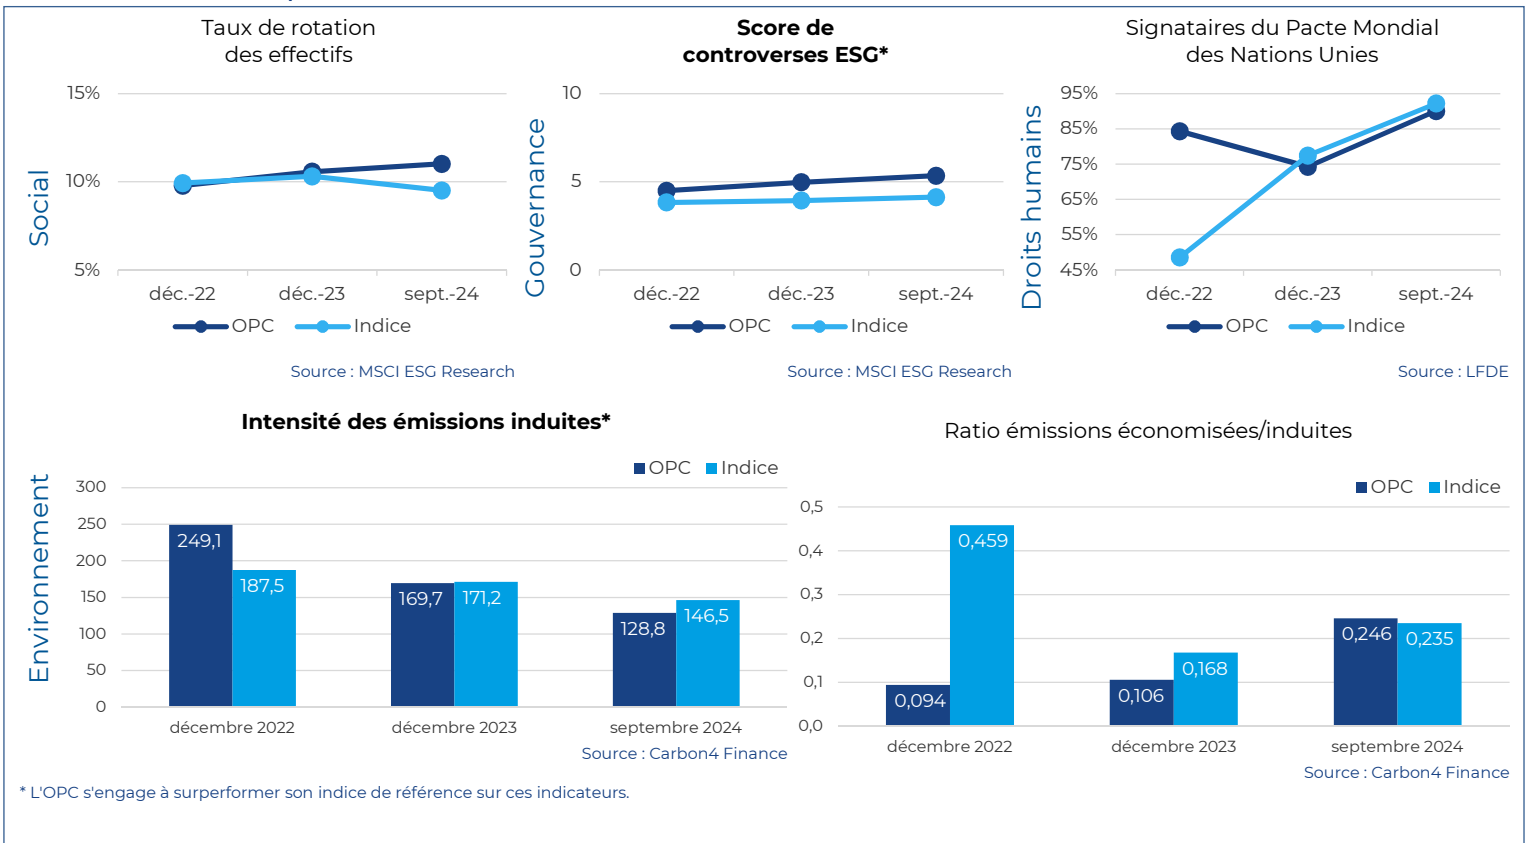 Taux de rotation
des effectifs
Social
15%
10%
5%
déc.-22
déc.-23
sept.-24
OPC
Indice
Source : MSCI ESG Research
Score de
controverses ESG*
Gouvernance
10
5
0
déc.-22
déc.-23
sept.-24
OPC
Indice
Source : MSCI ESG Research
Signataires du Pacte Mondial
des Nations Unies
Droits humains
95%
85%
75%
65%
55%
45%
déc.-22
déc.-23
sept.-24
OPC
Indice
Source : LFDE
Intensité des émissions induites*
Environnement
OPC
Indice
300
250
200
150
100
50
0
249,1
187,5
169,7
171,2
128,8
146,5
décembre 2022
décembre 2023
septembre 2024
Source : Carbon4 Finance
Ratio émissions économisées/induites
OPC
Indice
0,5
0,4
0,3
0,2
0,1
0,0
0,094
0,459
0,106
0,168
0,246
0,235
décembre 2022
décembre 2023
septembre 2024
Source : Carbon4 Finance
* L'OPC s'engage à surperformer son indice de référence sur ces indicateurs.